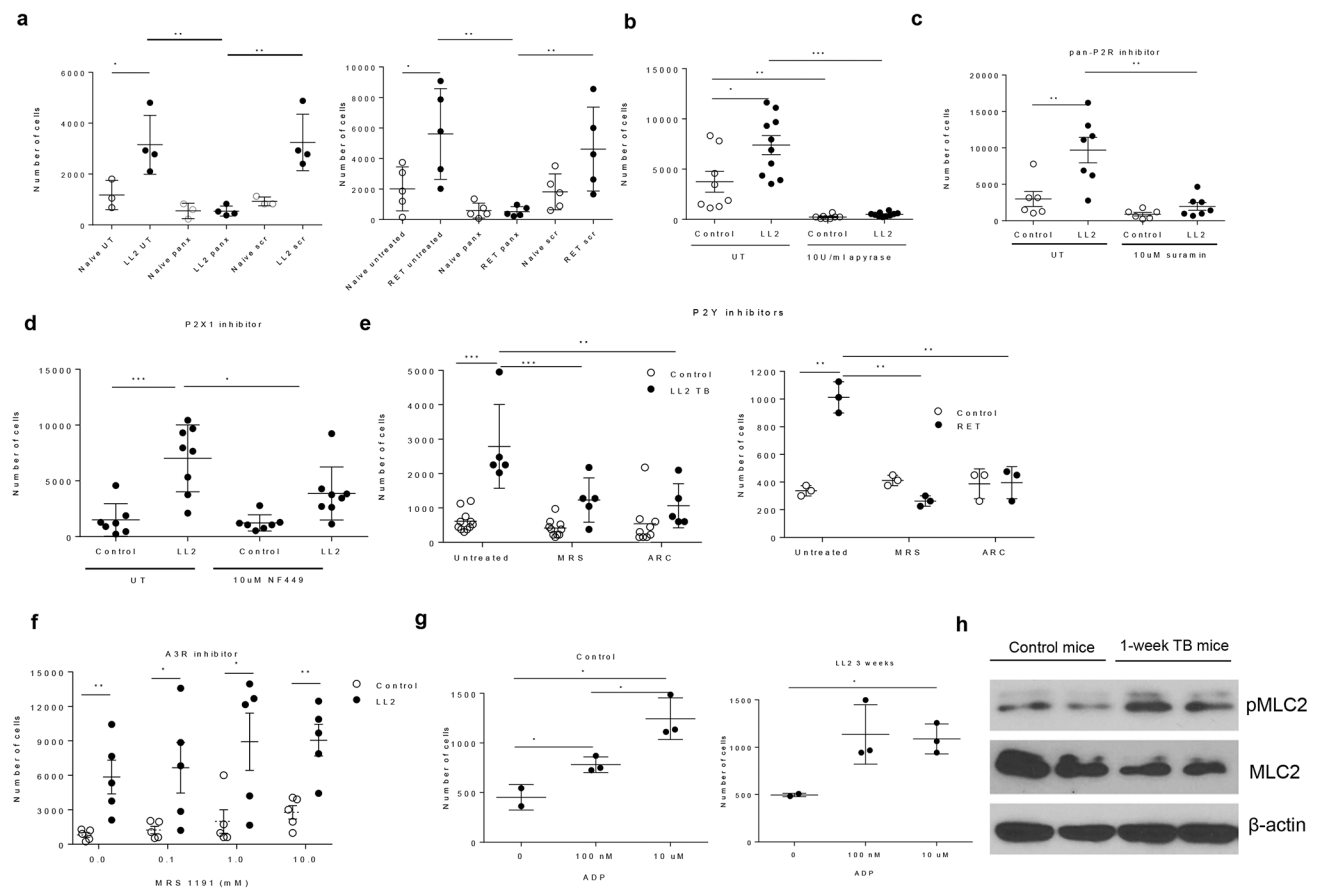 a
**
**
*
6000
4000
2000
0
Number of cells
Naive UT
LL2 UT
Naive panx
LL2 panx
Naive scr
LL2 scr
**
**
*
10000
8000
6000
4000
2000
0
Number of cells
Naive untreated
RET untreated
Naive panx
RET panx
Naive scr
RET scr
b
***
**
*
15000
10000
5000
0
Number of cells
Control LL2 Control LL2
UT 10U/ml apyrase
c
pan-P2R inhibitor
**
**
20000
15000
10000
5000
0
Number of cells
Control LL2 Control LL2
UT 10uM suramin
d
P2X1 inhibitor
***
*
15000
10000
5000
0
Number of cells
Control LL2 Control LL2
UT 10uM NF449
e
P2Y inhibitors
**
***
***
Control
LL2 TB
5000
4000
3000
2000
1000
0
Number of cells
Untreated MRS ARC
**
**
**
Control
RET
1200
1000
800
600
400
200
0
Number of cells
Untreated MRS ARC
f
A3R inhibitor
**
*
*
**
Control
LL2
15000
12000
9000
6000
3000
0
Number of cells
0.0 0.1 1.0 10.0
MRS 1191 (mM)
g
Control
*
*
*
1500
1000
500
0
Number of cells
0 100 nM 10 uM
ADP
LL2 3 weeks
*
1500
1000
500
0
Number of cells
0 100 nM 10 uM
ADP
h
Control mice 1-week TB mice
pMLC2
MLC2
β-actin